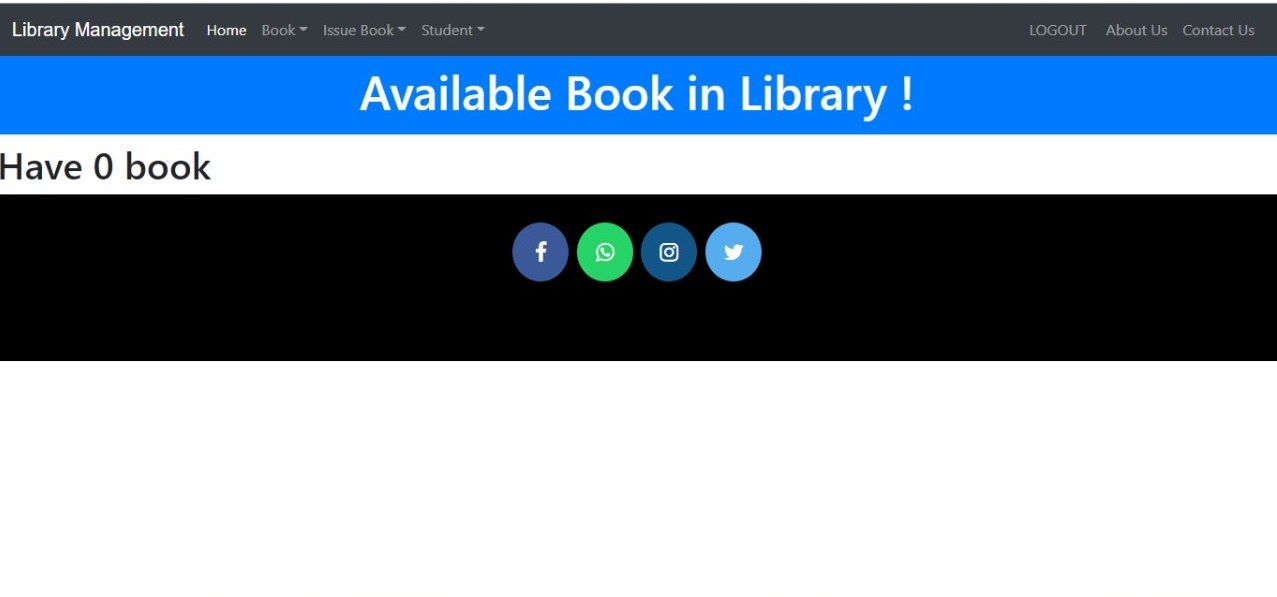 Library Management Home Book Issue Book Student LOGOUT About Us Contact Us
Available Book in Library !
Have 0 book